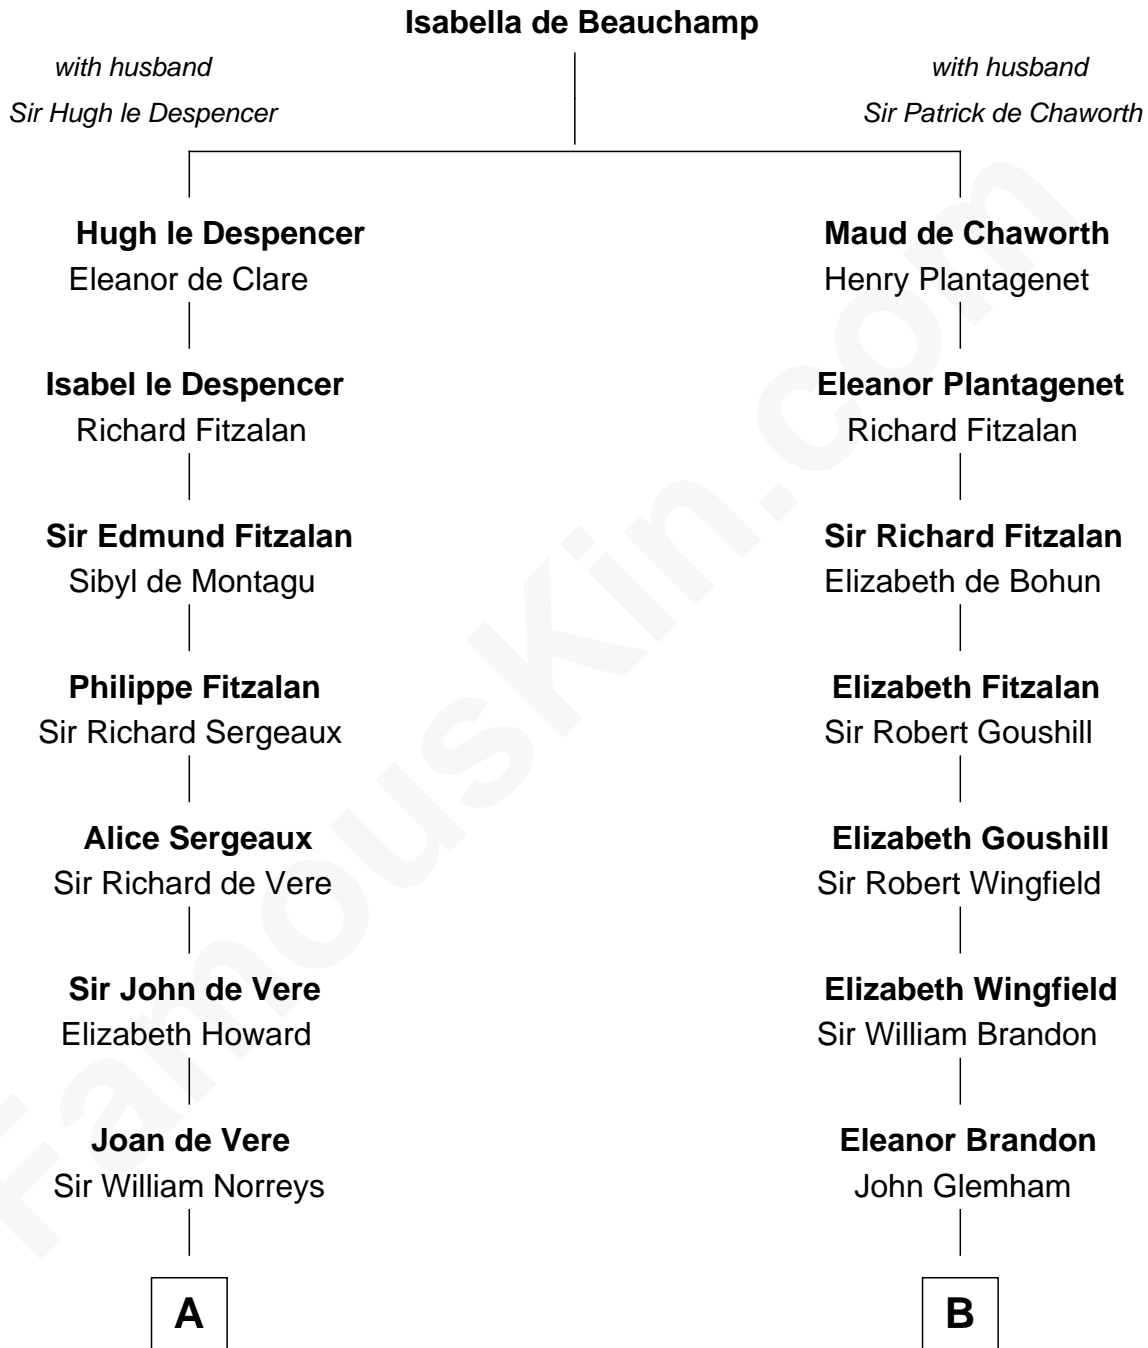 Isabella de Beauchamp
with husband
Sir Hugh le Despencer
with husband
Sir Patrick de Chaworth
Hugh le Despencer
Eleanor de Clare
Maud de Chaworth
Henry Plantagenet
Isabel le Despencer
Richard Fitzalan
Eleanor Plantagenet
Richard Fitzalan
Sir Edmund Fitzalan
Sibyl de Montagu
Sir Richard Fitzalan
Elizabeth de Bohun
Philippe Fitzalan
Sir Richard Sergeaux
Elizabeth Fitzalan
Sir Robert Goushill
Alice Sergeaux
Sir Richard de Vere
Elizabeth Goushill
Sir Robert Wingfield
Sir John de Vere
Elizabeth Howard
Elizabeth Wingfield
Sir William Brandon
Joan de Vere
Sir William Norreys
Eleanor Brandon
John Glemham
A
B
FamousKin.com